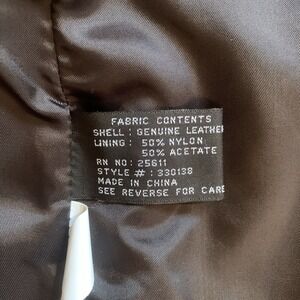 FABRIC CONTENTS
SHELL : GENUINE LEATHER
LINING : 50% NYLON
50% ACETATE
RN NO: 25611
STYLE # : 330138
MADE IN CHINA
SEE REVERSE FOR CARE